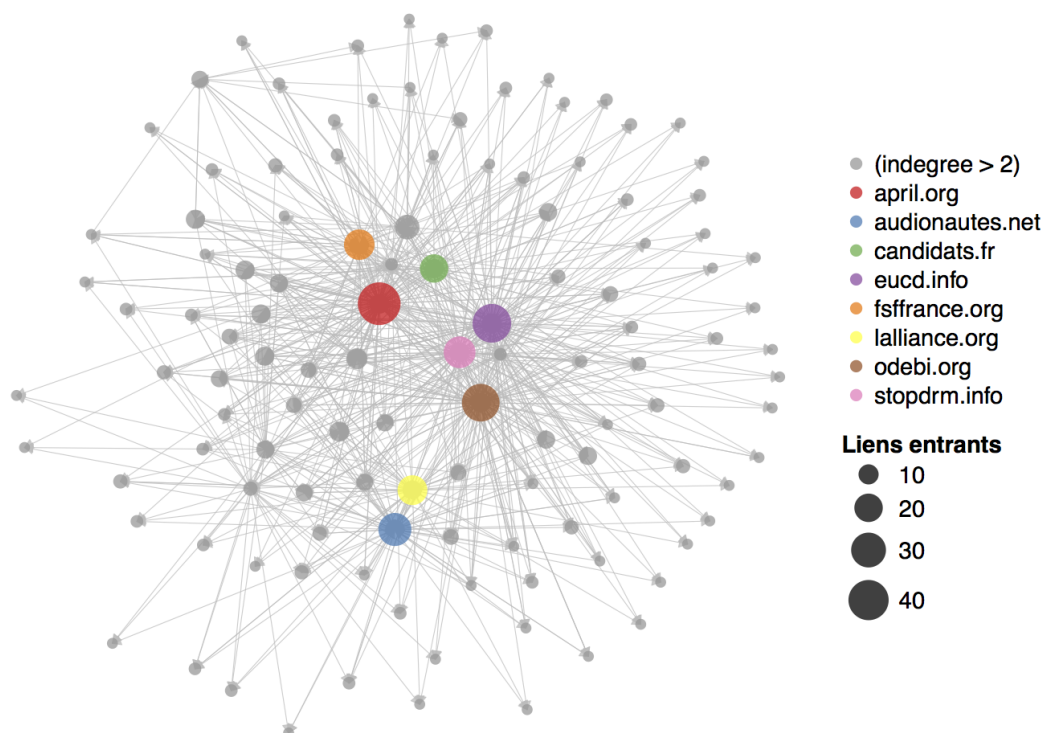 (indegree > 2)
april.org
audionautes.net
candidats.fr
eucd.info
fsffrance.org
lalliance.org
odebi.org
stopdrm.info
Liens entrants
10
20
30
40